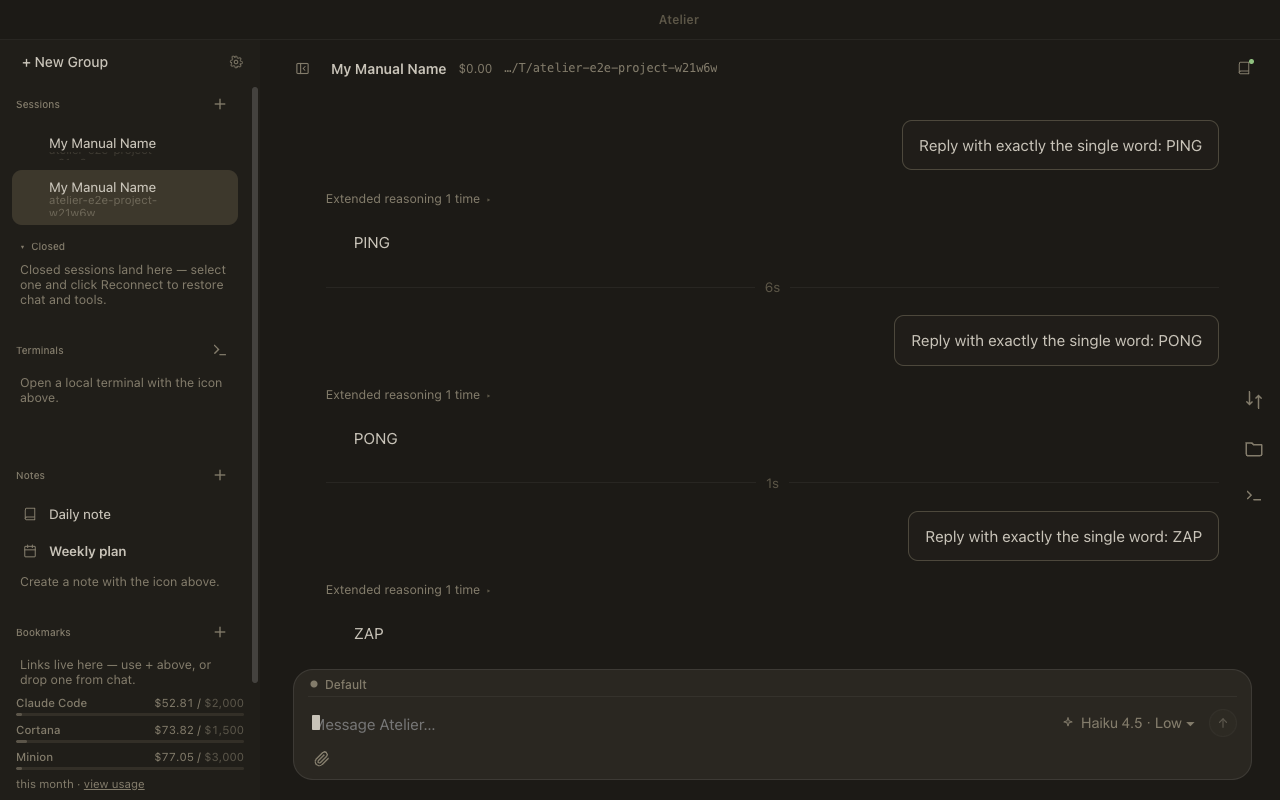 Atelier
+ New Group
Sessions
My Manual Name
My Manual Name
atelier-e2e-project-
w21w6w
Closed
Closed sessions land here — select
one and click Reconnect to restore
chat and tools.
Terminals
Open a local terminal with the icon
above.
Notes
Daily note
Weekly plan
Create a note with the icon above.
Bookmarks
Links live here — use + above, or
drop one from chat.
Claude Code $52.81 / $2,000
Cortana $73.82 / $1,500
Minion $77.05 / $3,000
this month · view usage
My Manual Name $0.00 …/T/atelier-e2e-project-w21w6w
Reply with exactly the single word: PING
Extended reasoning 1 time
PING
6s
Reply with exactly the single word: PONG
Extended reasoning 1 time
PONG
1s
Reply with exactly the single word: ZAP
Extended reasoning 1 time
ZAP
Default
Message Atelier...
Haiku 4.5 · Low